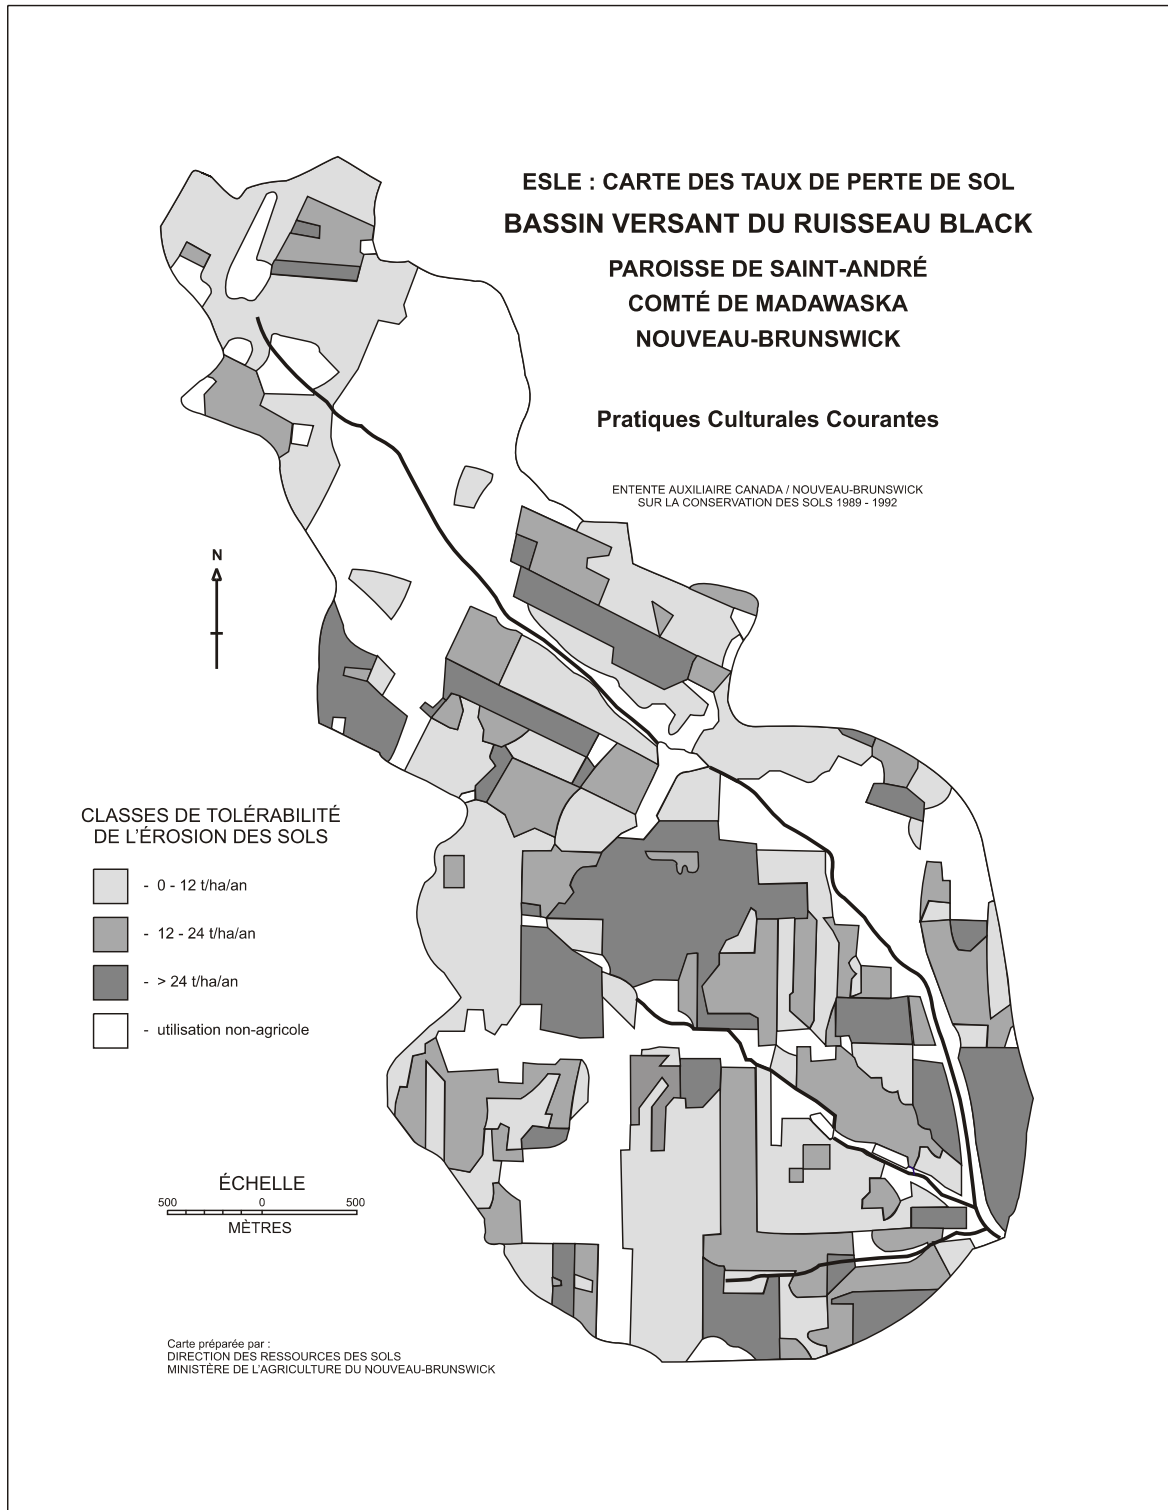 ESLE : CARTE DES TAUX DE PERTE DE SOL
BASSIN VERSANT DU RUISSEAU BLACK
PAROISSE DE SAINT-ANDRÉ
COMTÉ DE MADAWASKA
NOUVEAU-BRUNSWICK
Pratiques Culturales Courantes
ENTENTE AUXILIAIRE CANADA / NOUVEAU-BRUNSWICK
SUR LA CONSERVATION DES SOLS 1989 - 1992
N
CLASSES DE TOLÉRABILITÉ
DE L'ÉROSION DES SOLS
- 0 - 12 t/ha/an
- 12 - 24 t/ha/an
- > 24 t/ha/an
- utilisation non-agricole
ÉCHELLE
500 0 500
MÈTRES
Carte préparée par :
DIRECTION DES RESSOURCES DES SOLS
MINISTÈRE DE L'AGRICULTURE DU NOUVEAU-BRUNSWICK